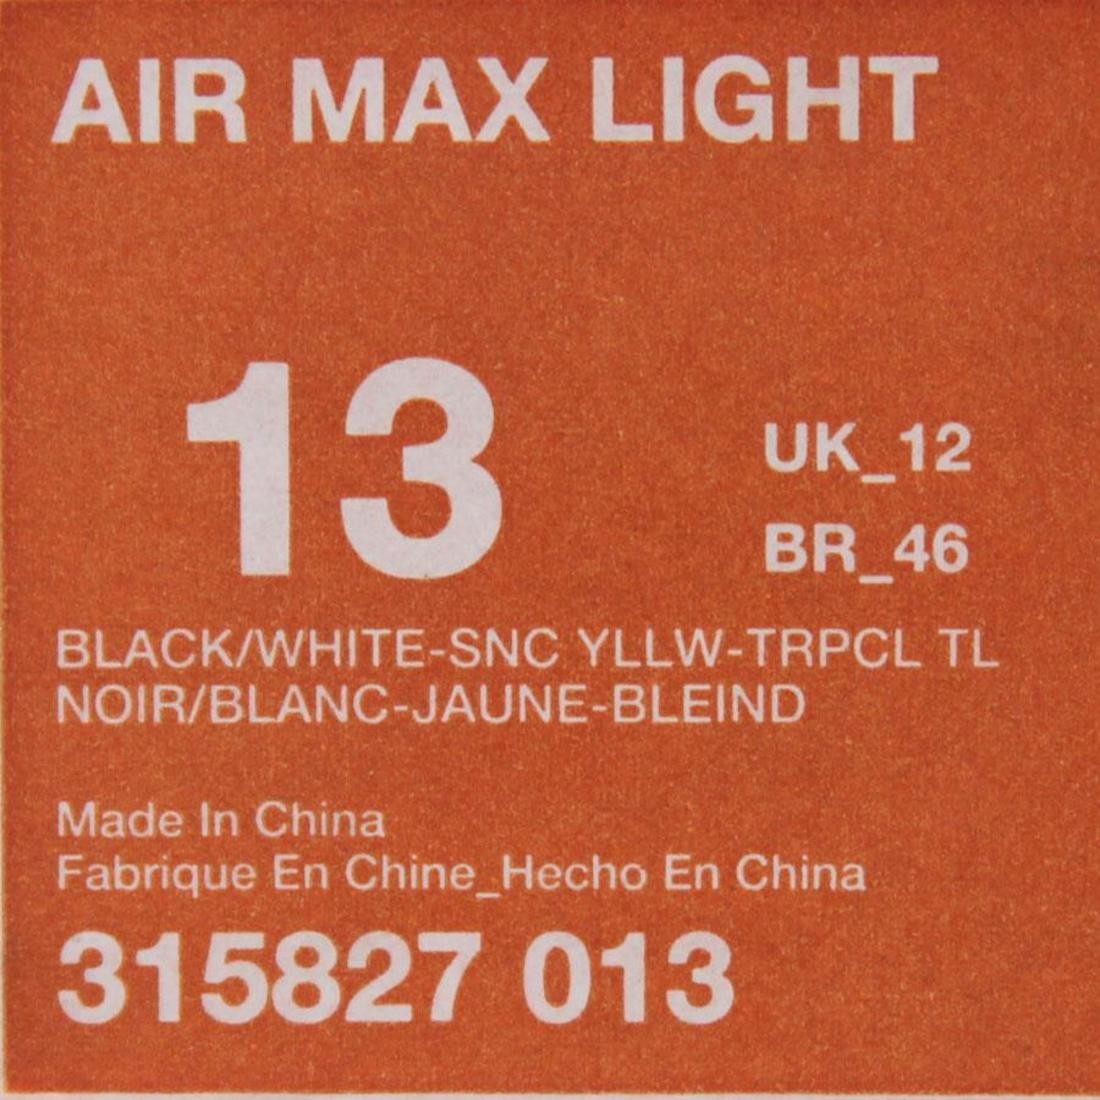 AIR MAX LIGHT
13
UK_12
BR_46
BLACK/WHITE-SNC YLLW-TRPCL TL
NOIR/BLANC-JAUNE-BLEIND
Made In China
Fabrique En Chine_Hecho En China
315827 013